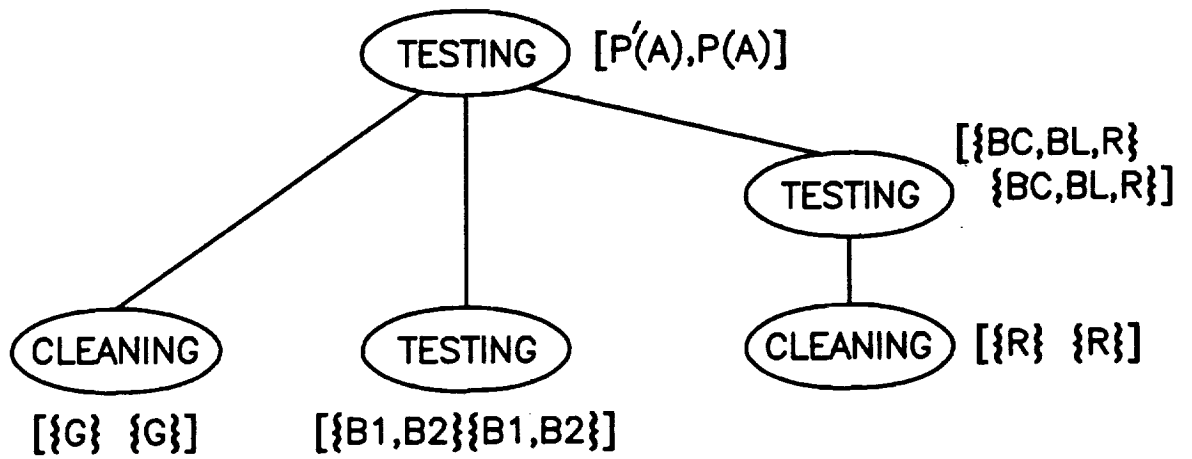 TESTING [P'(A),P(A)]
[{BC,BL,R}
TESTING {BC,BL,R}]
CLEANING TESTING CLEANING [{R} {R}]
[{G} {G}] [{B1,B2}{B1,B2}]